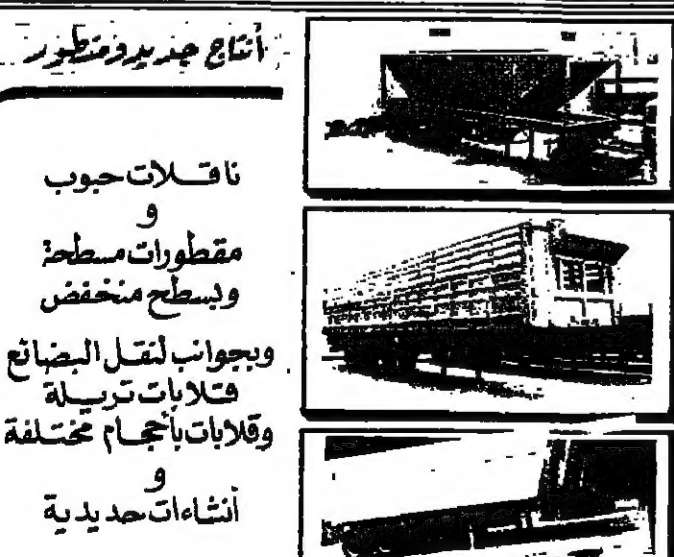 أنتاج جديد ومتطور
ناقلات حبوب
و
مقطورات مسطحة
وبسطح منخفض
وبجوانب لنقل البضائع
قلابات تريلة
وقلابات بأحجام مختلفة
و
أنشاءات حديدية